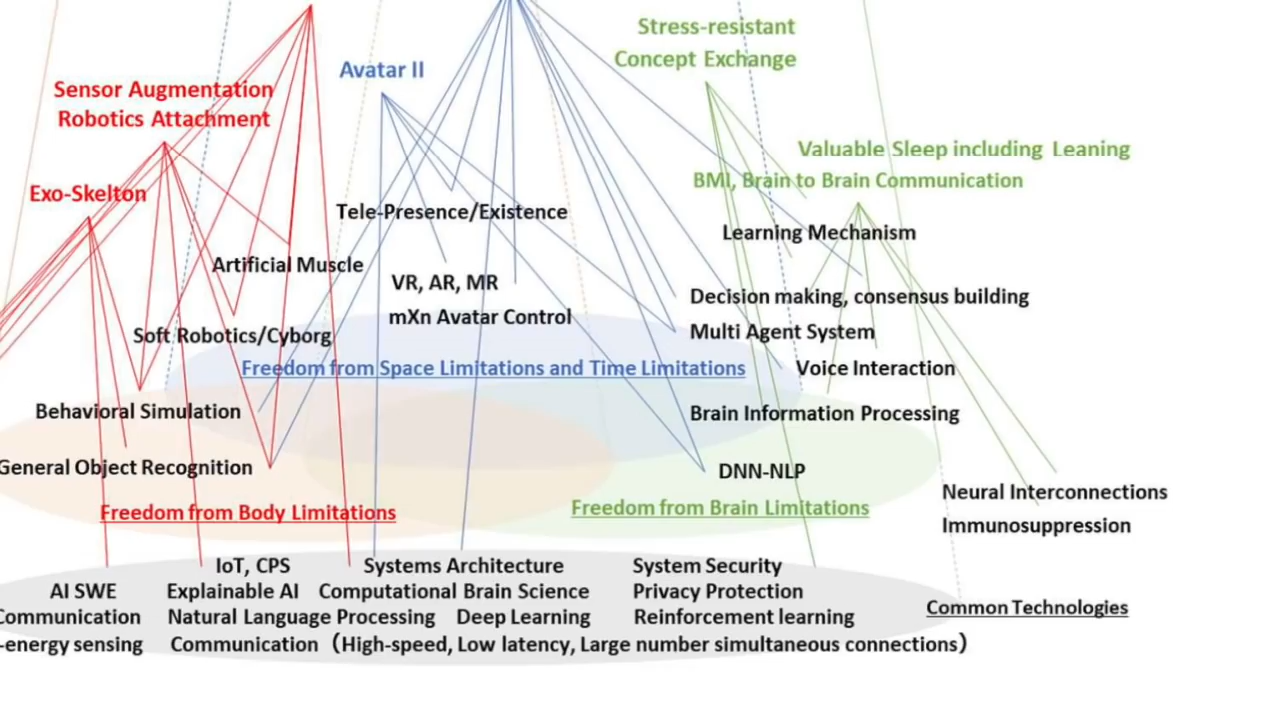 Stress-resistant
Concept Exchange
Avatar II
Sensor Augmentation
Robotics Attachment
Valuable Sleep including Leaning
BMI, Brain to Brain Communication
Exo-Skelton
Tele-Presence/Existence
Learning Mechanism
Artificial Muscle
VR, AR, MR
Decision making, consensus building
mXn Avatar Control
Multi Agent System
Soft Robotics/Cyborg
Freedom from Space Limitations and Time Limitations
Voice Interaction
Behavioral Simulation
Brain Information Processing
General Object Recognition
DNN-NLP
Neural Interconnections
Freedom from Body Limitations
Freedom from Brain Limitations
Immunosuppression
IoT, CPS
Systems Architecture
System Security
AI SWE
Explainable AI
Computational Brain Science
Privacy Protection
Common Technologies
Communication
Natural Language Processing
Deep Learning
Reinforcement learning
-energy sensing
Communication（High-speed, Low latency, Large number simultaneous connections）